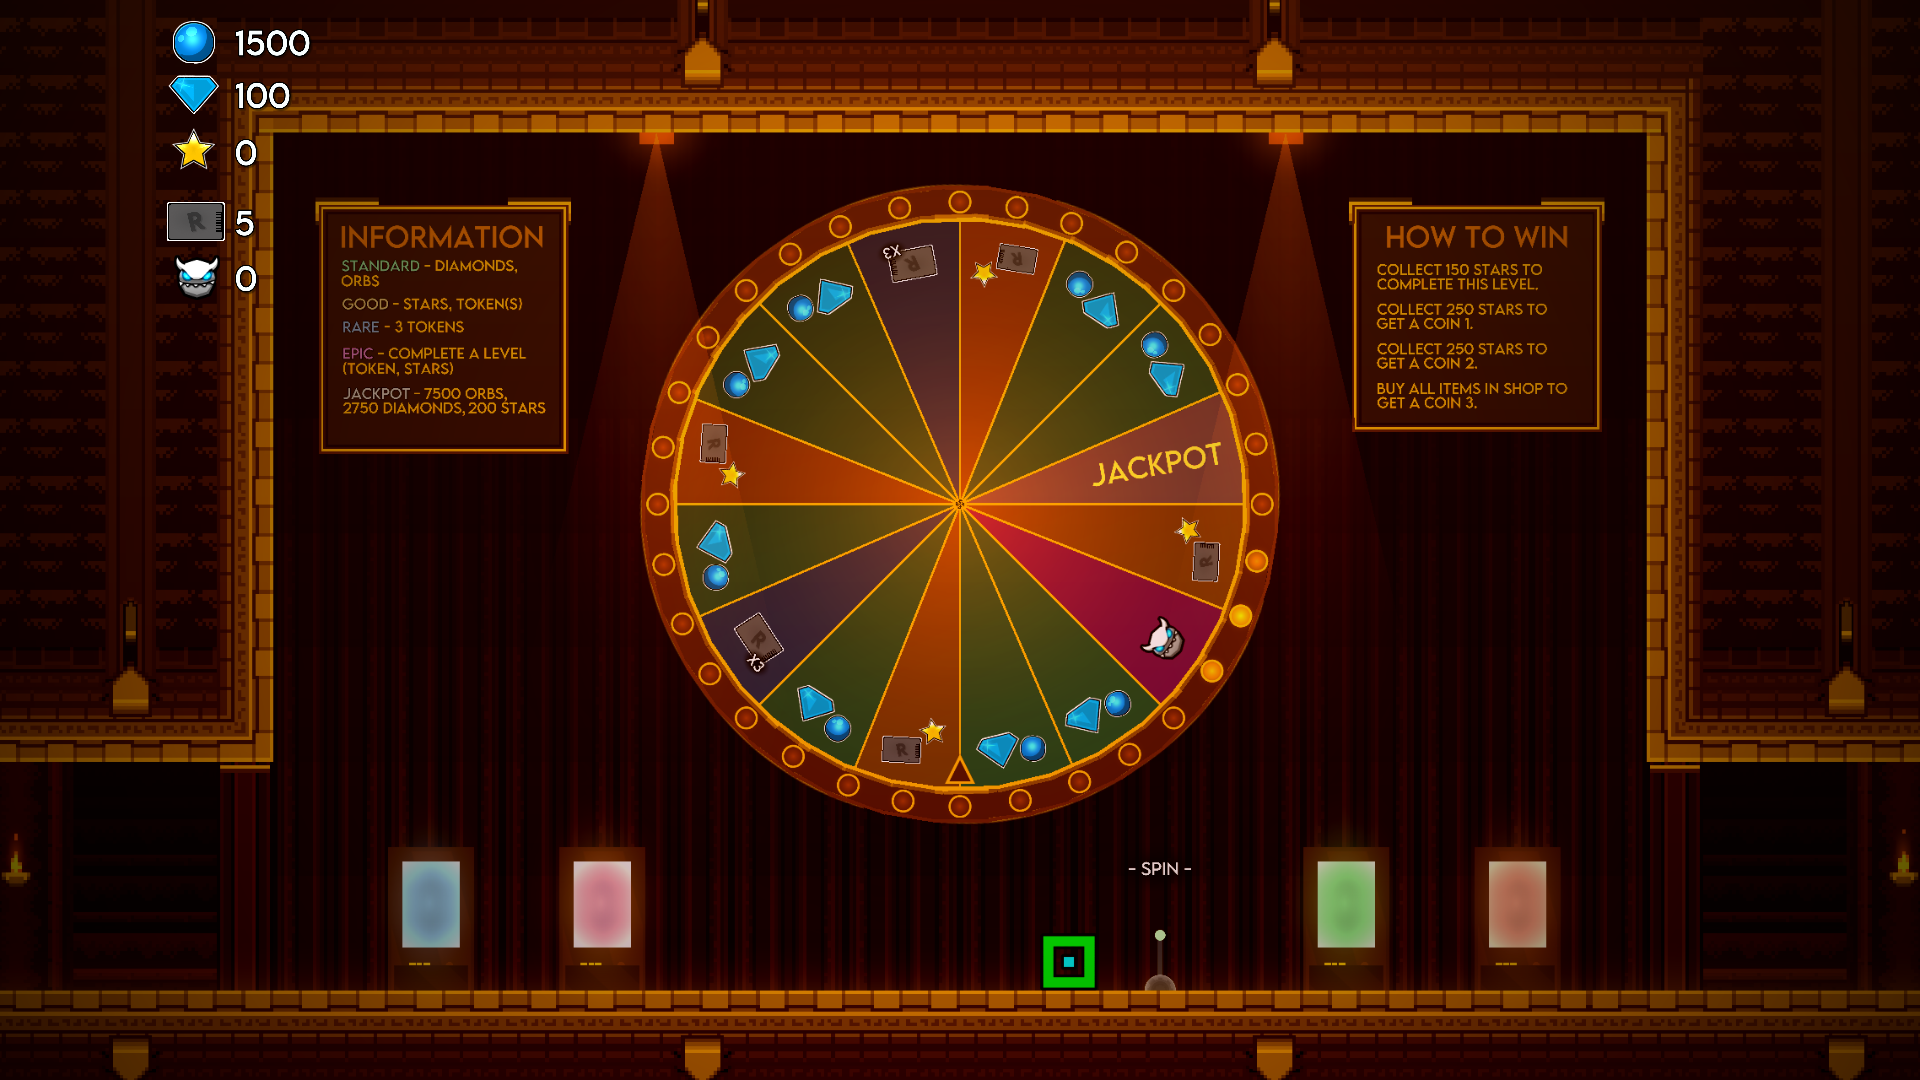 1500
100
0
R 5
0
INFORMATION
STANDARD - DIAMONDS,
ORBS
GOOD - STARS, TOKEN(S)
RARE - 3 TOKENS
EPIC - COMPLETE A LEVEL
(TOKEN, STARS)
JACKPOT - 7500 ORBS,
2750 DIAMONDS, 200 STARS
HOW TO WIN
COLLECT 150 STARS TO
COMPLETE THIS LEVEL.
COLLECT 250 STARS TO
GET A COIN 1.
COLLECT 250 STARS TO
GET A COIN 2.
BUY ALL ITEMS IN SHOP TO
GET A COIN 3.
X3
R
R
JACKPOT
R
R
R
X3
R
- SPIN -